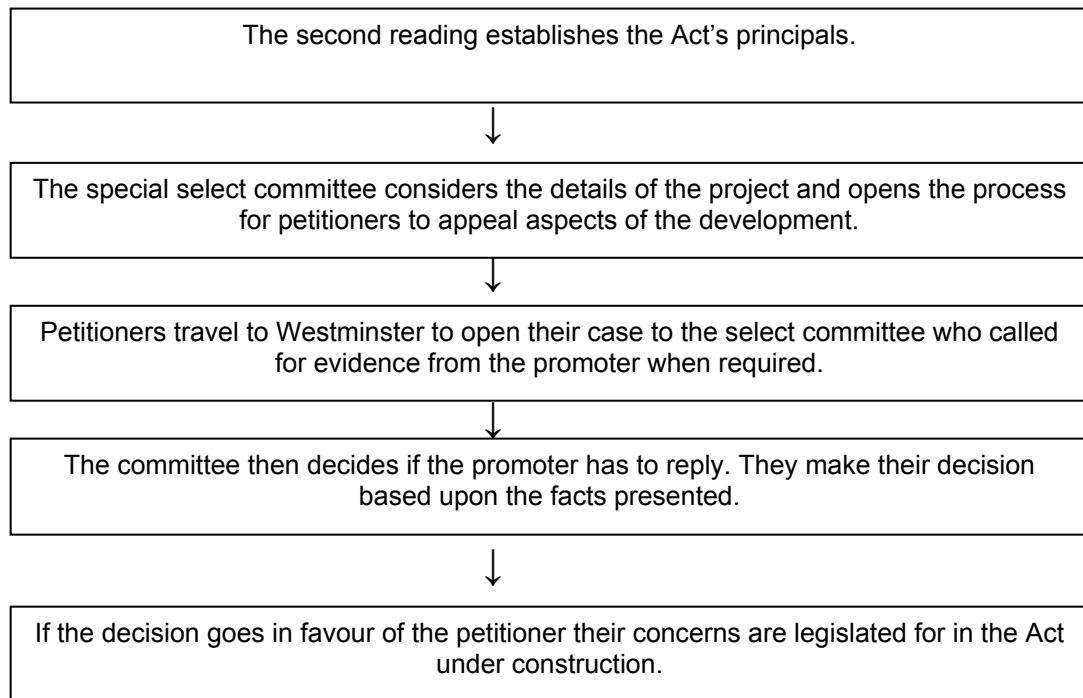 The second reading establishes the Act’s principals.
↓
The special select committee considers the details of the project and opens the process
for petitioners to appeal aspects of the development.
↓
Petitioners travel to Westminster to open their case to the select committee who called
for evidence from the promoter when required.
↓
The committee then decides if the promoter has to reply. They make their decision
based upon the facts presented.
↓
If the decision goes in favour of the petitioner their concerns are legislated for in the Act
under construction.